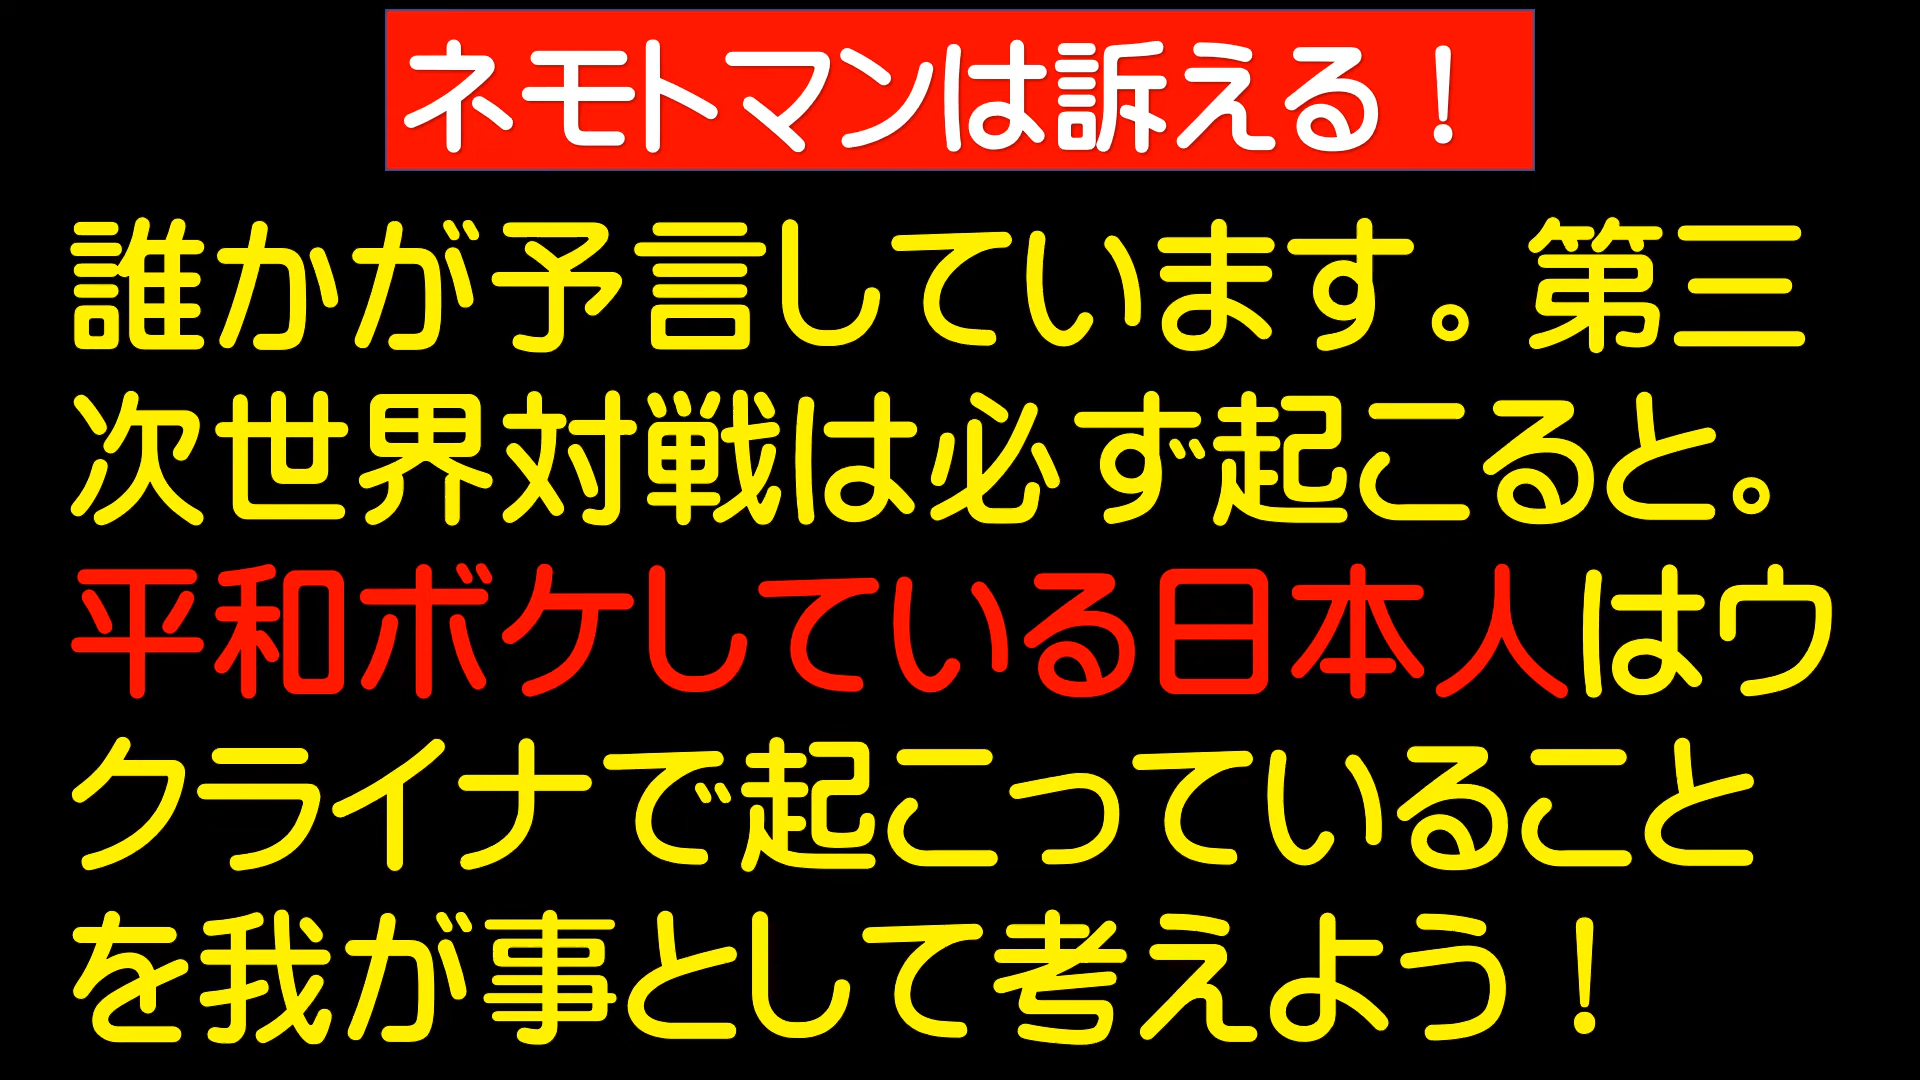 ネモトマンは訴える！
誰かが予言しています。第三
次世界対戦は必ず起こると。
平和ボケしている日本人はウ
クライナで起こっていること
を我が事として考えよう！